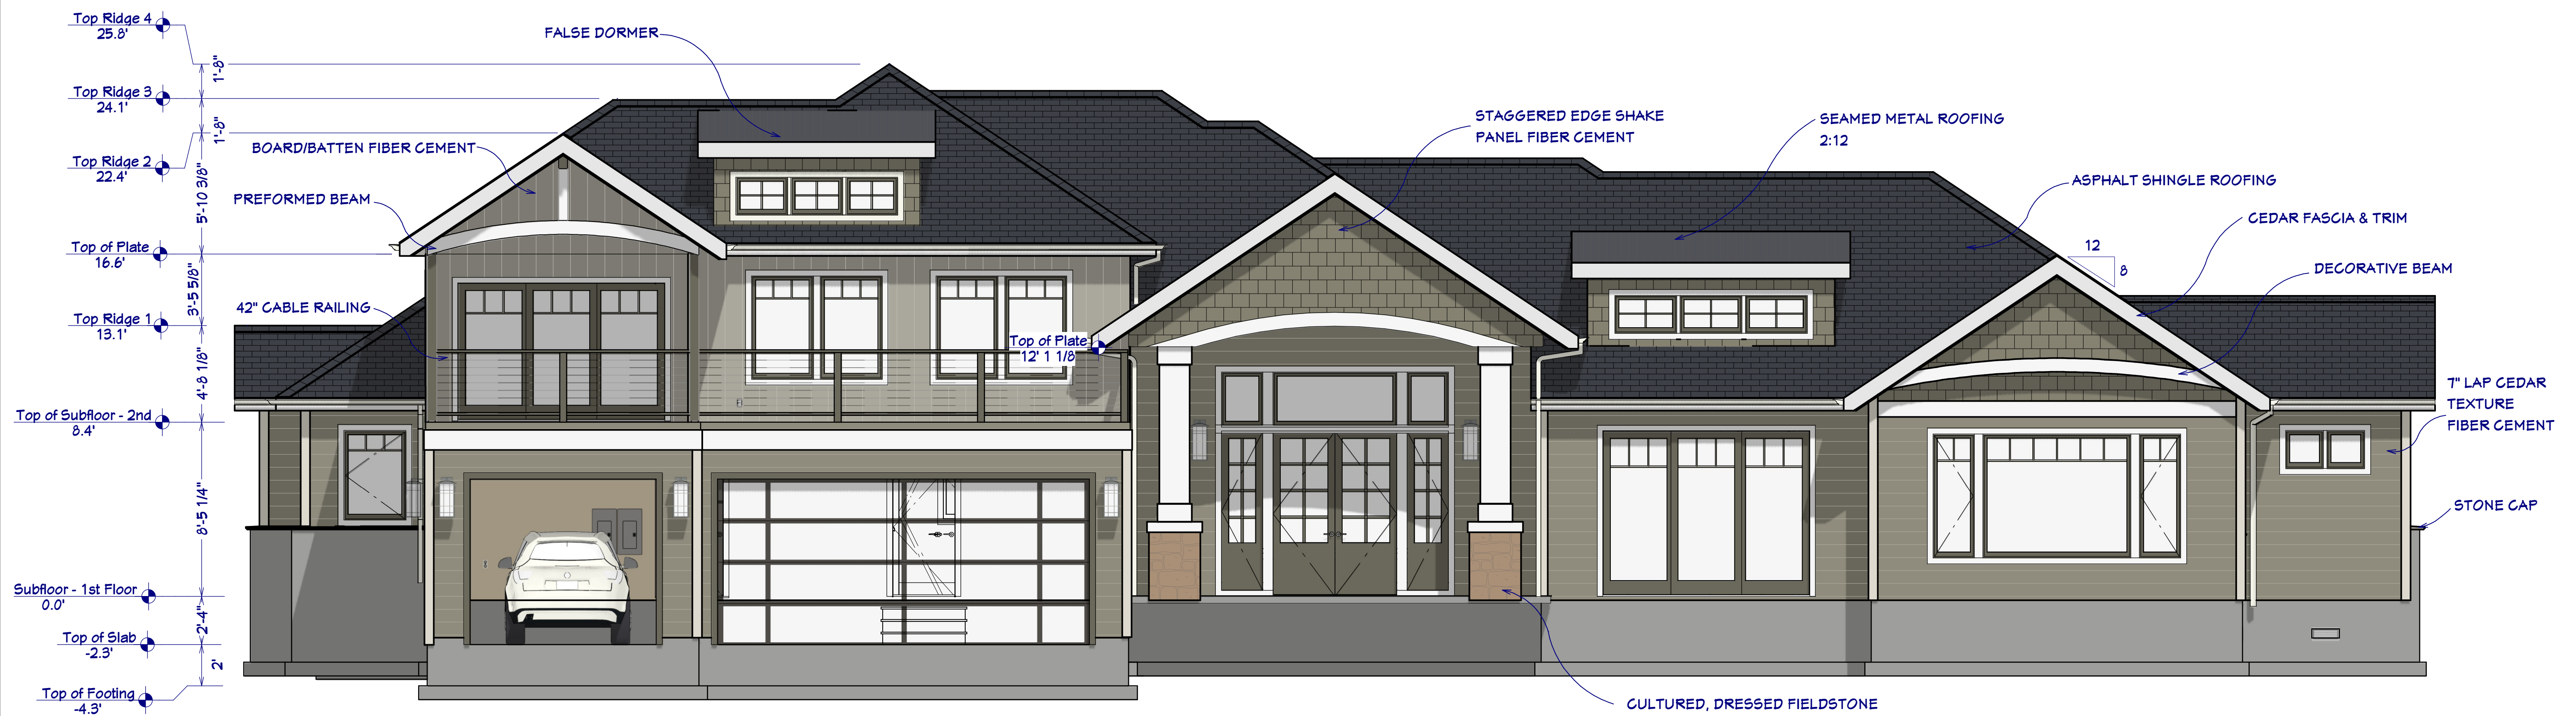 Top Ridge 4
25.8'
1'-8"
Top Ridge 3
24.1'
1'-8"
Top Ridge 2
22.4'
5'-10 3/8"
Top of Plate
16.6'
3'-5 5/8"
Top Ridge 1
13.1'
4'-8 1/8"
Top of Subfloor - 2nd
8.4'
8'-5 1/4"
Subfloor - 1st Floor
0.0'
2'-4"
Top of Slab
-2.3'
2'
Top of Footing
-4.3'
FALSE DORMER
BOARD/BATTEN FIBER CEMENT
PREFORMED BEAM
42" CABLE RAILING
Top of Plate
12' 1 1/8
STAGGERED EDGE SHAKE
PANEL FIBER CEMENT
SEAMED METAL ROOFING
2:12
ASPHALT SHINGLE ROOFING
CEDAR FASCIA & TRIM
12
8
DECORATIVE BEAM
7" LAP CEDAR
TEXTURE
FIBER CEMENT
STONE CAP
CULTURED, DRESSED FIELDSTONE